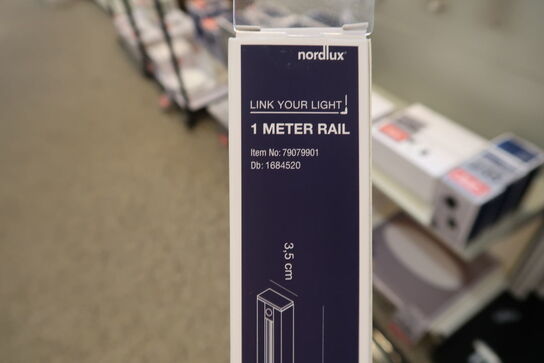 nordlux
LINK YOUR LIGHT
1 METER RAIL
Item No: 79079901
Db: 1684520
3,5 cm